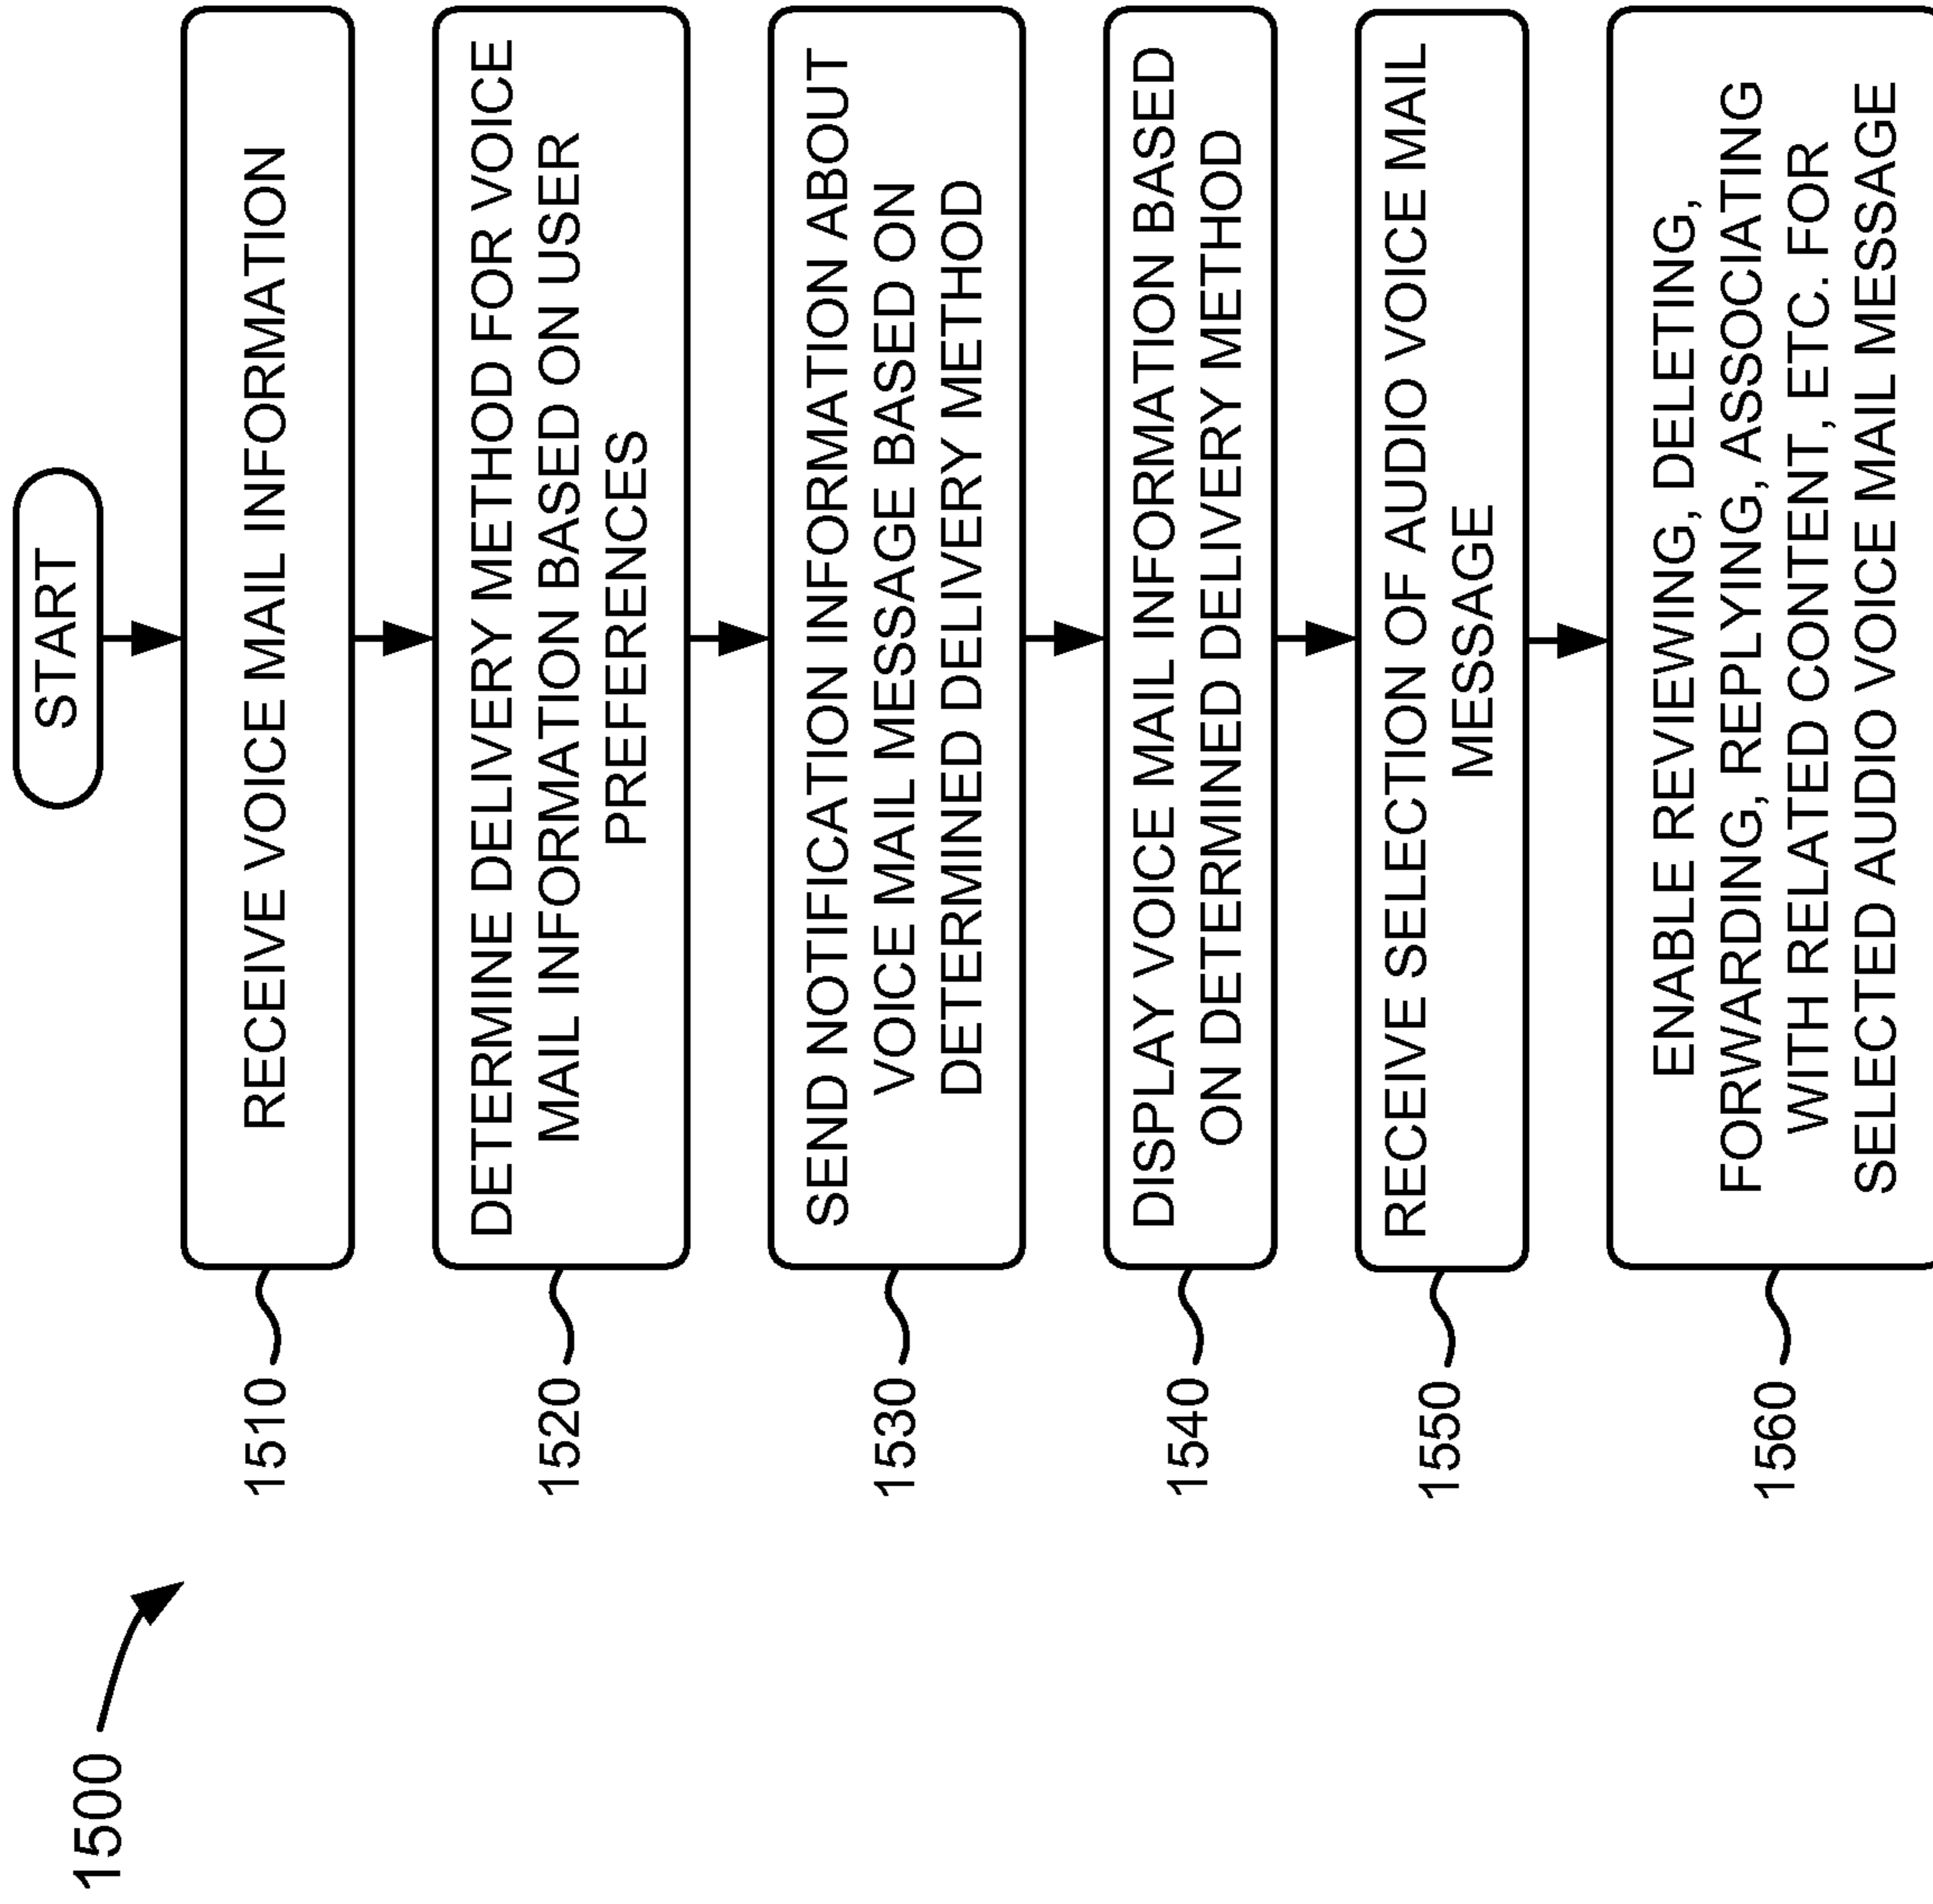 1500
START
1510
RECEIVE VOICE MAIL INFORMATION
1520
DETERMINE DELIVERY METHOD FOR VOICE
MAIL INFORMATION BASED ON USER
PREFERENCES
1530
SEND NOTIFICATION INFORMATION ABOUT
VOICE MAIL MESSAGE BASED ON
DETERMINED DELIVERY METHOD
1540
DISPLAY VOICE MAIL INFORMATION BASED
ON DETERMINED DELIVERY METHOD
1550
RECEIVE SELECTION OF AUDIO VOICE MAIL
MESSAGE
1560
ENABLE REVIEWING, DELETING,
FORWARDING, REPLYING, ASSOCIATING
WITH RELATED CONTENT, ETC. FOR
SELECTED AUDIO VOICE MAIL MESSAGE